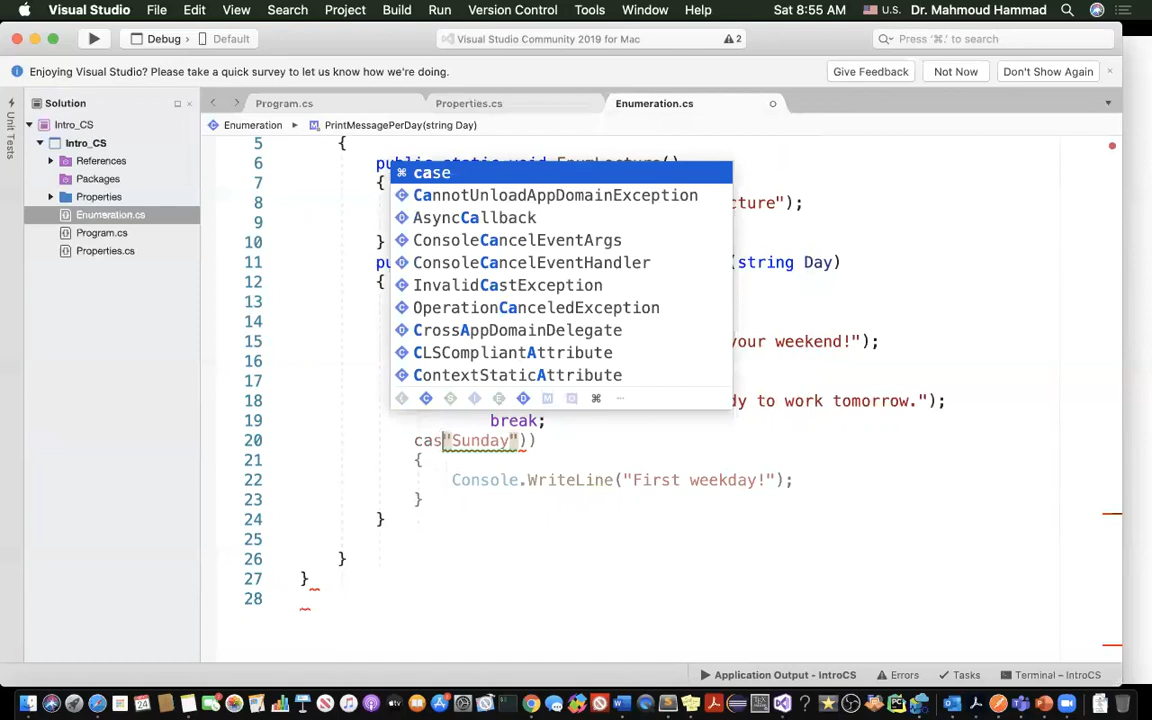 Visual Studio File Edit View Search Project Build Run Version Control Tools Window Help Sat 8:55 AM U.S. Dr. Mahmoud Hammad
Debug › Default Visual Studio Community 2019 for Mac 2 Press ‘⌘.’ to search
Enjoying Visual Studio? Please take a quick survey to let us know how we're doing. Give Feedback Not Now Don't Show Again
Solution Program.cs Properties.cs Enumeration.cs
Unit Tests
Intro_CS
Enumeration PrintMessagePerDay(string Day)
Intro_CS
References
Packages
Properties
Enumeration.cs
Program.cs
Properties.cs
5 {
6 public static void EnumLecture()
7 {
8 cture");
9
10 }
11 pu (string Day)
12 {
13
14
15 your weekend!");
16
17
18 dy to work tomorrow.");
19 break;
20 cas"Sunday"))
21 {
22 Console.WriteLine("First weekday!");
23 }
24 }
25
26 }
27 }
28
case
CannotUnloadAppDomainException
AsyncCallback
ConsoleCancelEventArgs
ConsoleCancelEventHandler
InvalidCastException
OperationCanceledException
CrossAppDomainDelegate
CLSCompliantAttribute
ContextStaticAttribute
Application Output – IntroCS Errors Tasks Terminal – IntroCS